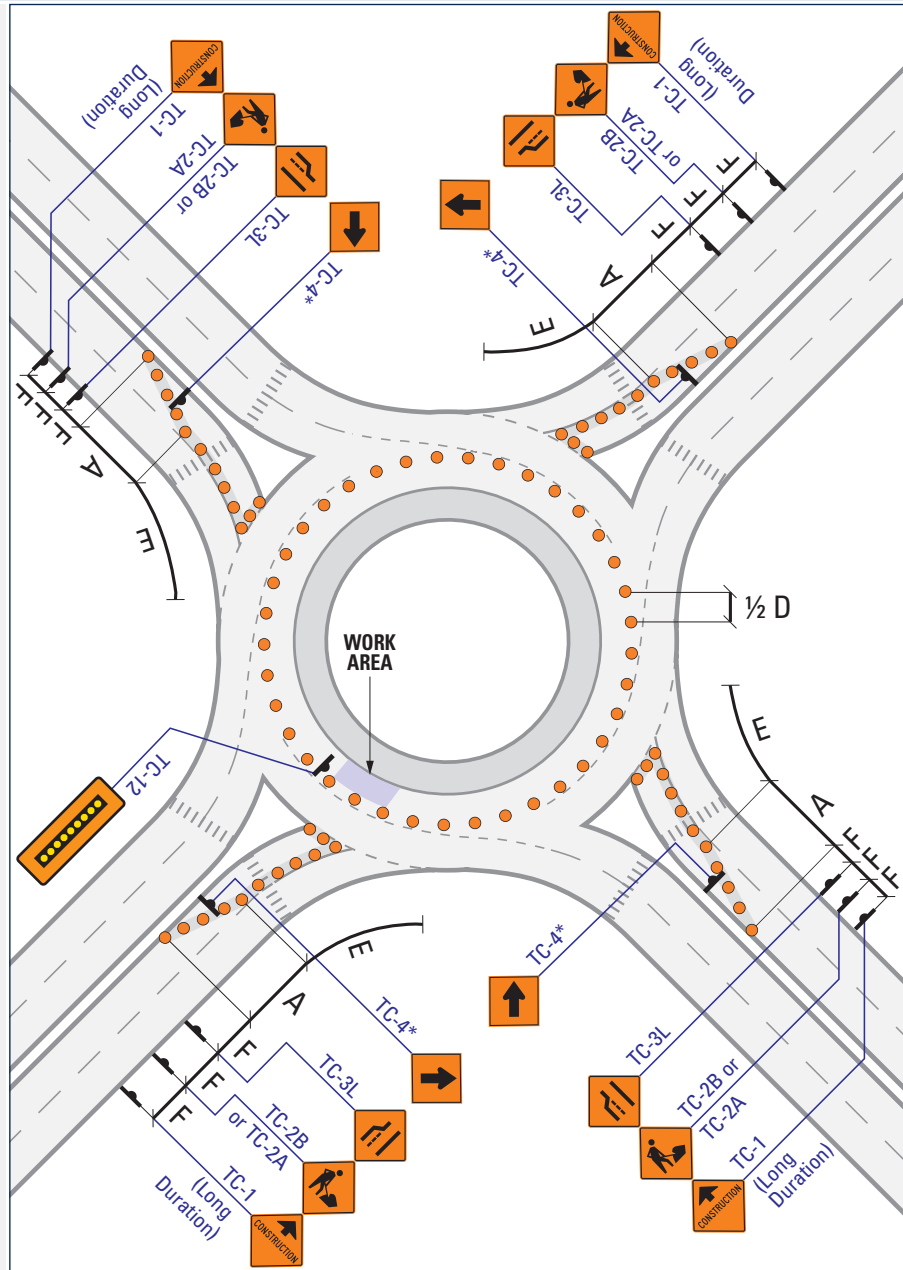 CONSTRUCTION
TC-1
(Long
Duration)
TC-2B or
TC-2A
TC-3L
TC-4*
F
F
F
A
E
CONSTRUCTION
TC-1
(Long
Duration)
TC-2B
or TC-2A
TC-3L
TC-4*
F
F
F
A
E
½ D
WORK
AREA
TC-12
E
A
F
F
F
TC-4*
TC-3L
TC-2B
or TC-2A
TC-1
(Long
Duration)
CONSTRUCTION
E
A
F
F
F
TC-4*
TC-3L
TC-2B or
TC-2A
TC-1
(Long
Duration)
CONSTRUCTION